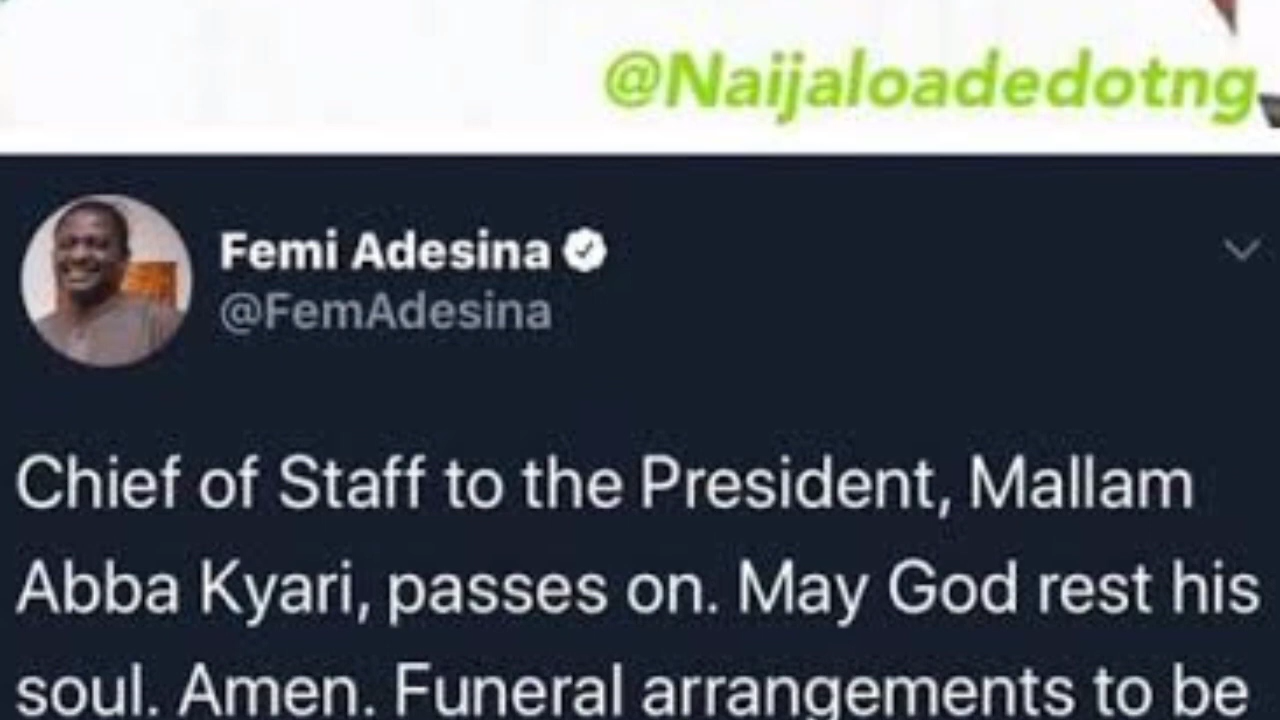 @Naijaloadedotng
Femi Adesina
@FemAdesina
Chief of Staff to the President, Mallam
Abba Kyari, passes on. May God rest his
soul. Amen. Funeral arrangements to be